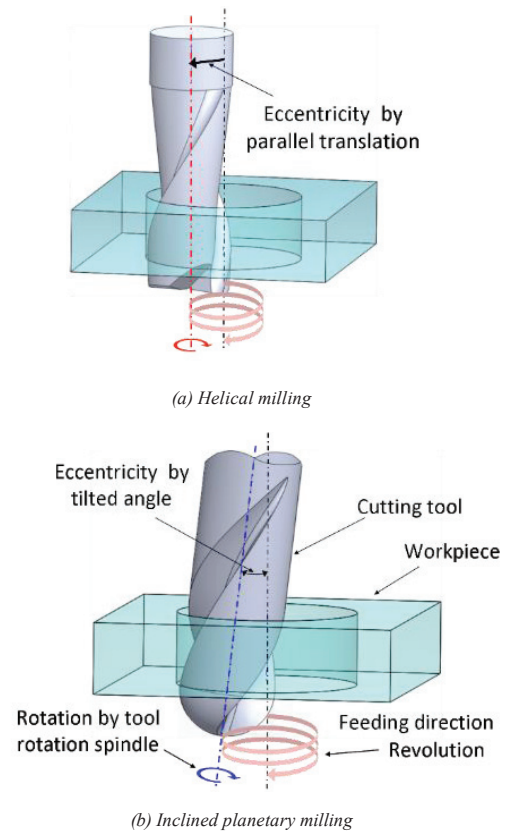 Eccentricity by
parallel translation
(a) Helical milling
Eccentricity by
tilted angle
Cutting tool
Workpiece
Rotation by tool
rotation spindle
Feeding direction
Revolution
(b) Inclined planetary milling